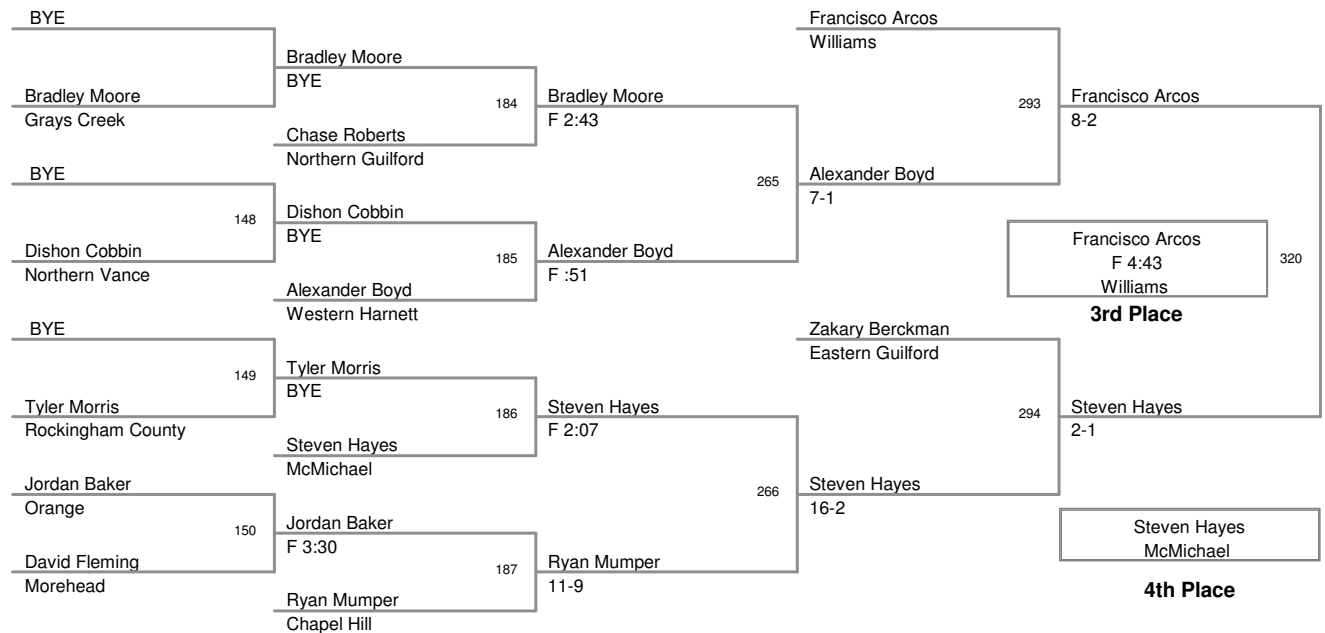 BYE
Bradley Moore
Grays Creek
BYE
148
Dishon Cobbin
Northern Vance
BYE
149
Tyler Morris
Rockingham County
Jordan Baker
Orange
150
David Fleming
Morehead
Bradley Moore
BYE
184
Chase Roberts
Northern Guilford
Dishon Cobbin
BYE
185
Alexander Boyd
Western Harnett
Tyler Morris
BYE
186
Steven Hayes
McMichael
Jordan Baker
F 3:30
187
Ryan Mumper
Chapel Hill
Bradley Moore
F 2:43
265
Alexander Boyd
F :51
Steven Hayes
F 2:07
266
Ryan Mumper
11-9
Francisco Arcos
Williams
293
Alexander Boyd
7-1
Zakary Berckman
Eastern Guilford
294
Steven Hayes
16-2
Francisco Arcos
8-2
320
Steven Hayes
2-1
Francisco Arcos
F 4:43
Williams
3rd Place
Steven Hayes
McMichael
4th Place